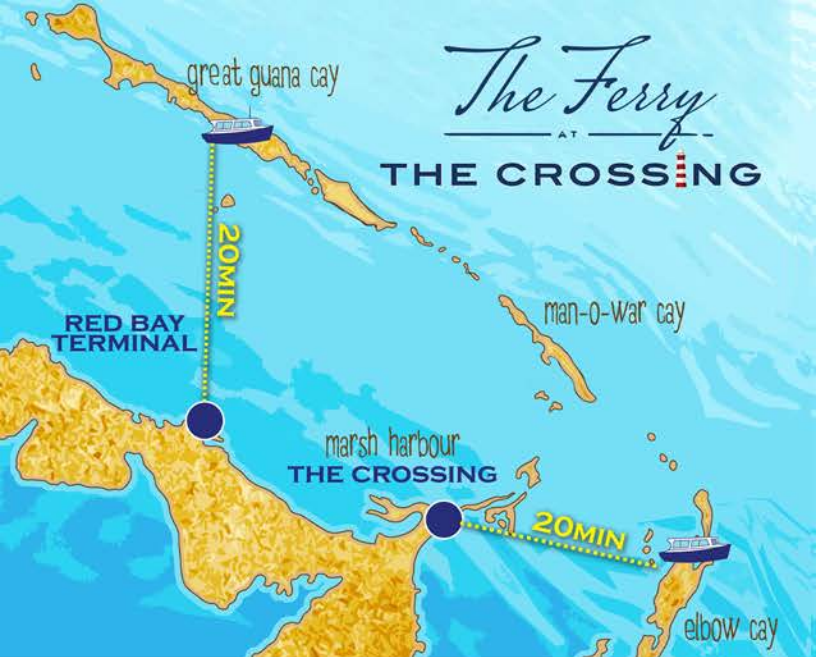 The Ferry
AT
THE CROSSING
great guana cay
20MIN
man-o-war cay
RED BAY
TERMINAL
marsh harbour
THE CROSSING
20MIN
elbow cay